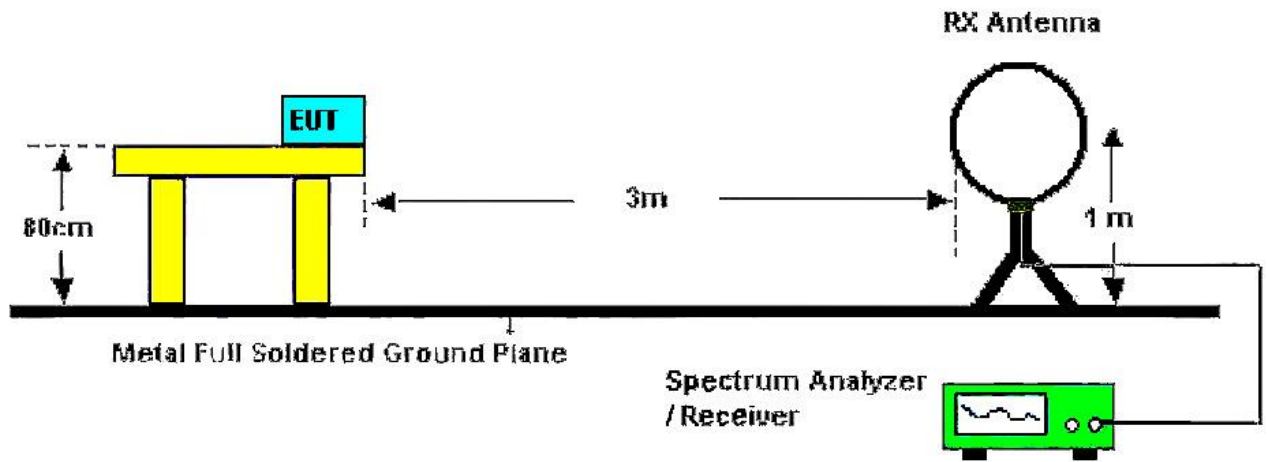 RX Antenna
EUT
3m
80cm
1 m
Metal Full Soldered Ground Plane
Spectrum Analyzer
/ Receiver